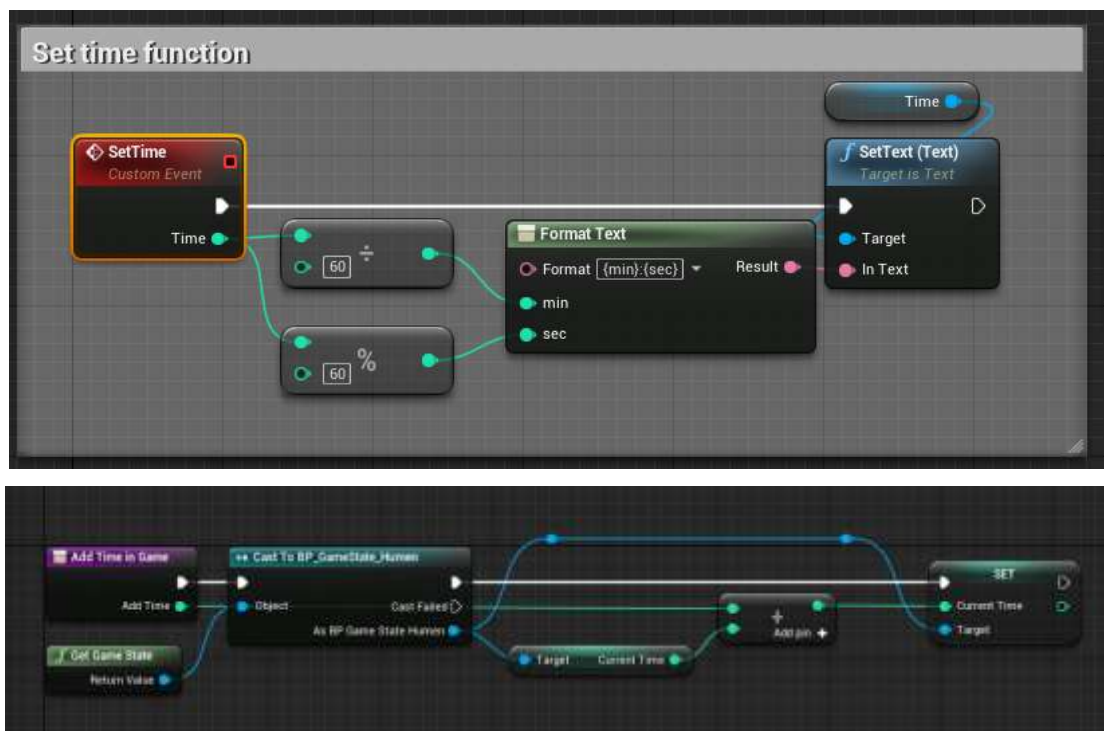 Set time function
Time
SetTime
Custom Event
Time
60
÷
60
%
Format Text
Format {min}:{sec}
Result
min
sec
f SetText (Text)
Target is Text
Target
In Text
Add Time in Game
Add Time
f Get Game State
Return Value
Cast To BP_GameState_Humen
Object
Cast Failed
As BP Game State Humen
Target
Current Time
+
Add pin +
SET
Current Time
Target